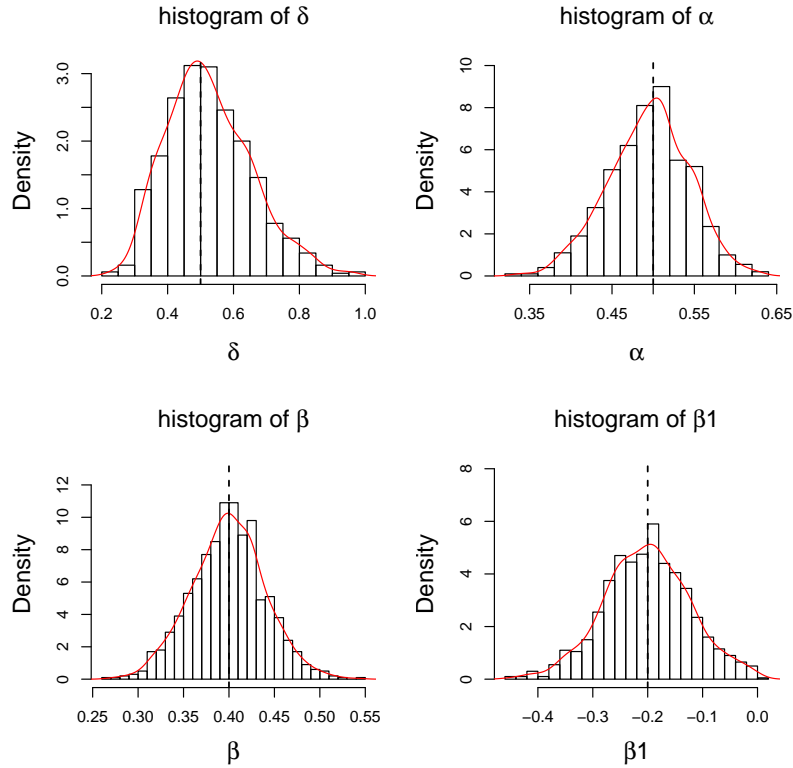 histogram of δ
Density
3.0
2.0
1.0
0.0
0.2 0.4 0.6 0.8 1.0
δ
histogram of α
Density
10
8
6
4
2
0
0.35 0.45 0.55 0.65
α
histogram of β
Density
12
10
8
6
4
2
0
0.25 0.30 0.35 0.40 0.45 0.50 0.55
β
histogram of β1
Density
8
6
4
2
0
−0.4 −0.3 −0.2 −0.1 0.0
β1